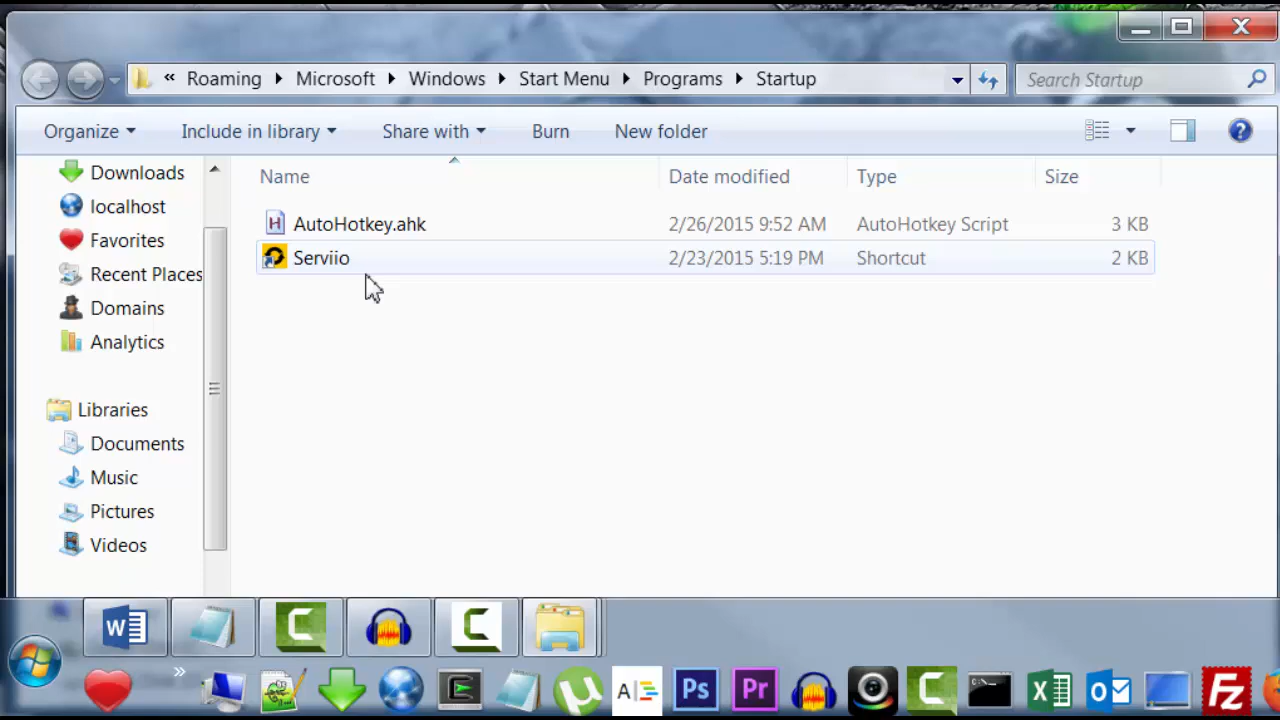 « Roaming Microsoft Windows Start Menu Programs Startup Search Startup
Organize Include in library Share with Burn New folder
Downloads
localhost
Favorites
Recent Places
Domains
Analytics
Libraries
Documents
Music
Pictures
Videos
Name Date modified Type Size
AutoHotkey.ahk 2/26/2015 9:52 AM AutoHotkey Script 3 KB
Serviio 2/23/2015 5:19 PM Shortcut 2 KB
W
» A Ps Pr Fz